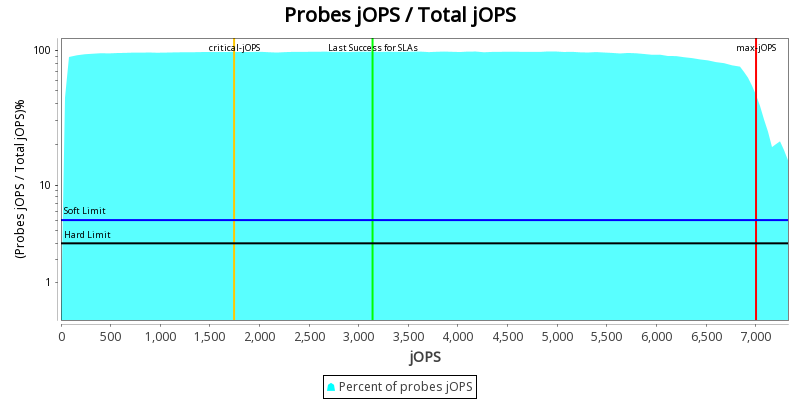 Probes jOPS / Total jOPS
(Probes jOPS / Total jOPS)%
100
10
1
critical-jOPS
Last Success for SLAs
max-jOPS
Soft Limit
Hard Limit
0 500 1,000 1,500 2,000 2,500 3,000 3,500 4,000 4,500 5,000 5,500 6,000 6,500 7,000
jOPS
Percent of probes jOPS